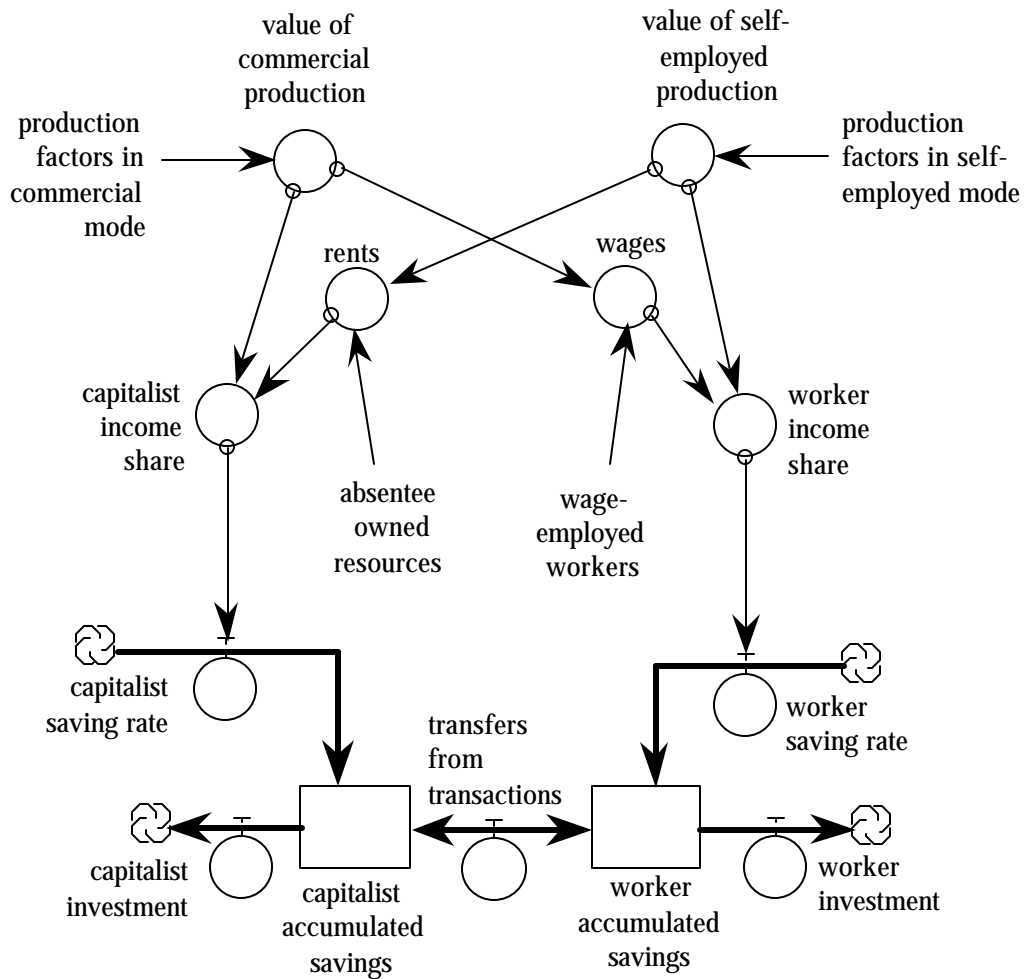 value of
commercial
production
value of self-
employed
production
production
factors in
commercial
mode
production
factors in self-
employed mode
rents
wages
capitalist
income
share
worker
income
share
absentee
owned
resources
wage-
employed
workers
capitalist
saving rate
worker
saving rate
transfers
from
transactions
capitalist
investment
capitalist
accumulated
savings
worker
accumulated
savings
worker
investment